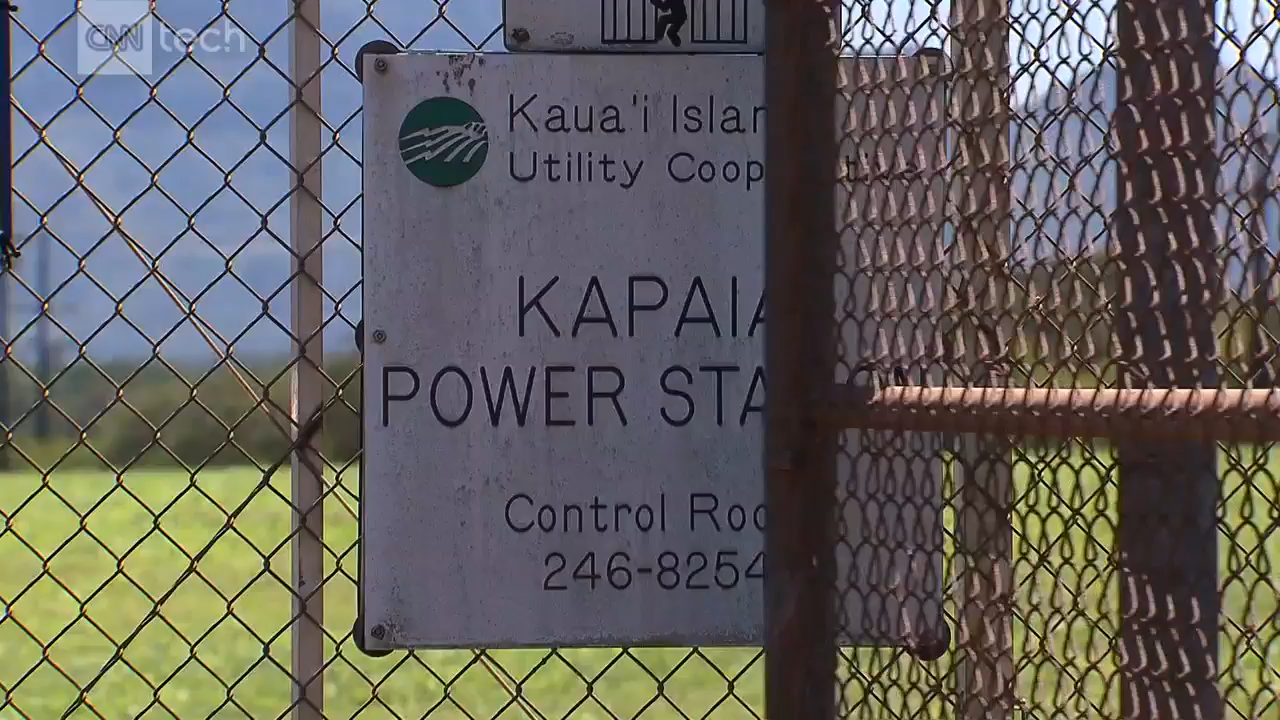 CNN tech
Kaua'i Islan
Utility Coop
KAPAIA
POWER STA
Control Roo
246-8254